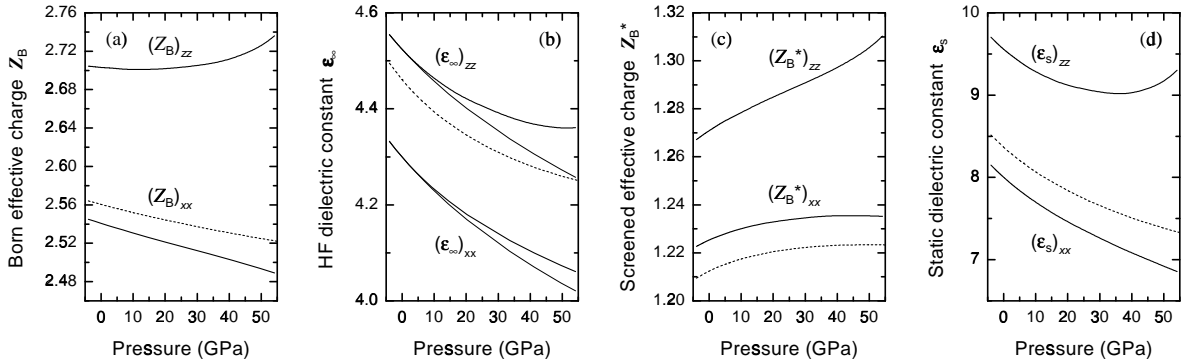 Born effective charge Z_B
2.76
2.72
2.68
2.64
2.60
2.56
2.52
2.48
(a)
(Z_B)_zz
(Z_B)_xx
0 10 20 30 40 50
Pressure (GPa)
HF dielectric constant ε_∞
4.6
4.4
4.2
4.0
(b)
(ε_∞)_zz
(ε_∞)_xx
0 10 20 30 40 50
Pressure (GPa)
Screened effective charge Z_B*
1.32
1.30
1.28
1.26
1.24
1.22
1.20
(c)
(Z_B*)_zz
(Z_B*)_xx
0 10 20 30 40 50
Pressure (GPa)
Static dielectric constant ε_s
10
9
8
7
(d)
(ε_s)_zz
(ε_s)_xx
0 10 20 30 40 50
Pressure (GPa)